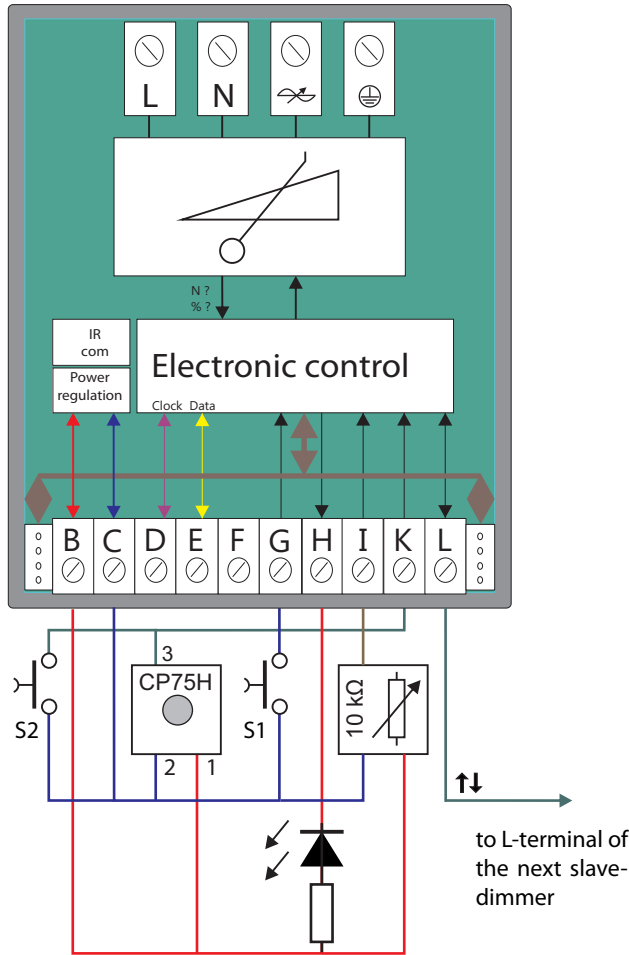 L N
N ?
% ?
IR
com
Power
regulation
Electronic control
Clock Data
B C D E F G H I K L
3
CP75H
S2
2 1
S1
10 kΩ
↑↓
to L-terminal of
the next slave-
dimmer